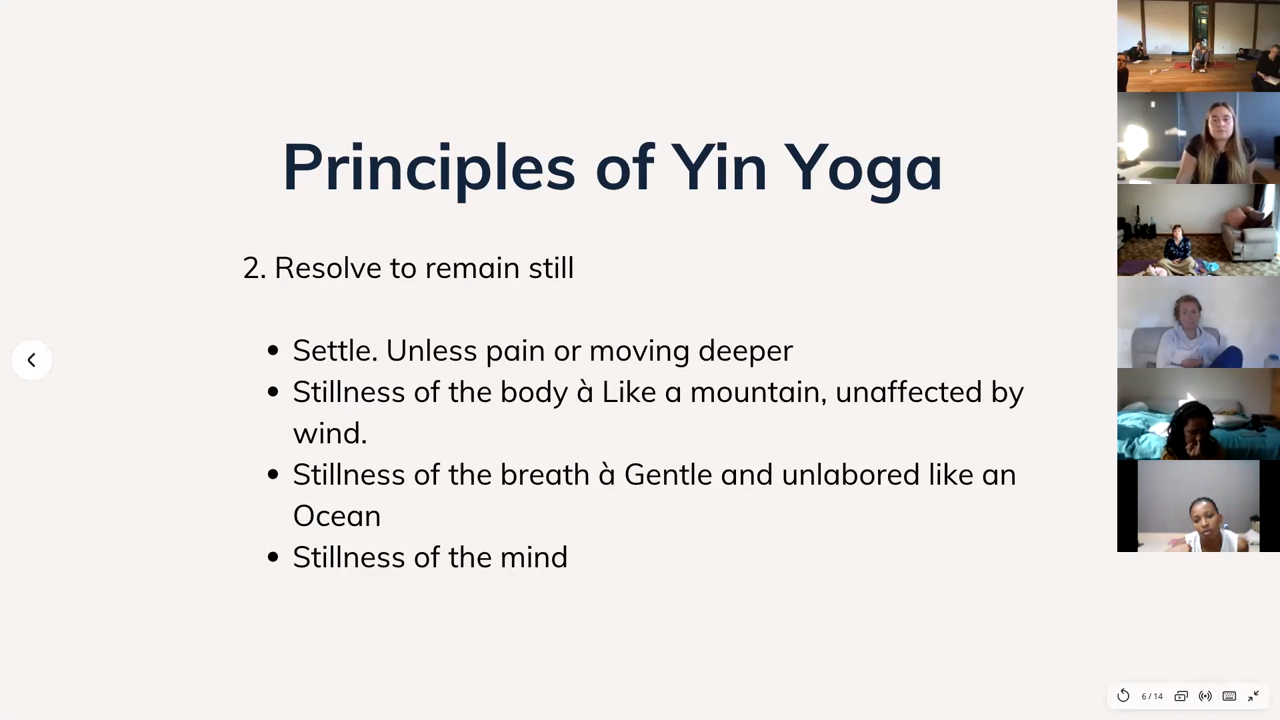 Principles of Yin Yoga
2. Resolve to remain still
Settle. Unless pain or moving deeper
Stillness of the body à Like a mountain, unaffected by
wind.
Stillness of the breath à Gentle and unlabored like an
Ocean
Stillness of the mind
6 / 14